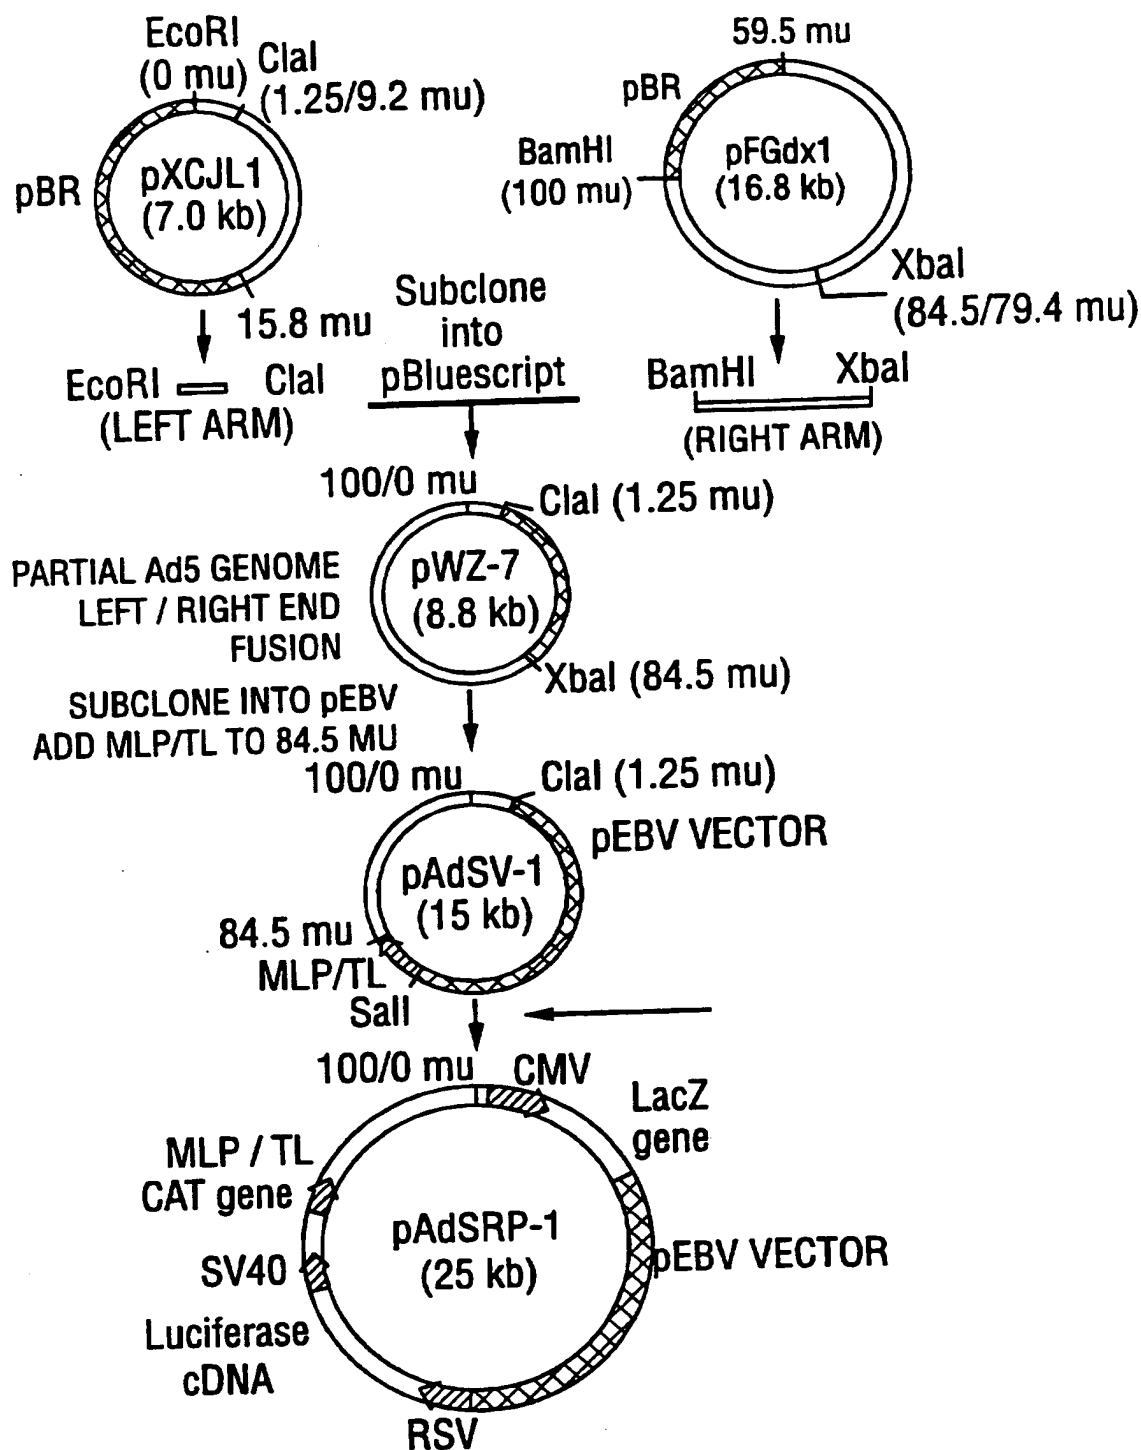 EcoRI
(0 mu)
ClaI
(1.25/9.2 mu)
pBR
pXCJL1
(7.0 kb)
15.8 mu
EcoRI ClaI
(LEFT ARM)
59.5 mu
pBR
BamHI
(100 mu)
pFGdx1
(16.8 kb)
XbaI
(84.5/79.4 mu)
BamHI XbaI
(RIGHT ARM)
Subclone
into
pBluescript
100/0 mu
ClaI (1.25 mu)
pWZ-7
(8.8 kb)
PARTIAL Ad5 GENOME
LEFT / RIGHT END
FUSION
XbaI (84.5 mu)
SUBCLONE INTO pEBV
ADD MLP/TL TO 84.5 MU
100/0 mu
ClaI (1.25 mu)
pEBV VECTOR
pAdSV-1
(15 kb)
84.5 mu
MLP/TL
SalI
100/0 mu
CMV
LacZ
gene
MLP / TL
CAT gene
pAdSRP-1
(25 kb)
pEBV VECTOR
SV40
Luciferase
cDNA
RSV